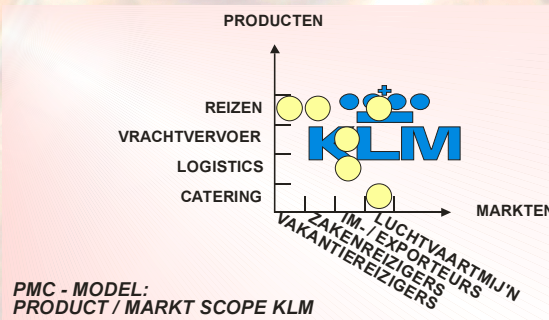 PRODUCTEN
REIZEN
VRACHTVERVOER
LOGISTICS
CATERING
KLM
MARKTEN
LUCHTVAARTMIJ'N
IM- / EXPORTEURS
ZAKENREIZIGERS
VAKANTIEREIZIGERS
PMC - MODEL:
PRODUCT / MARKT SCOPE KLM